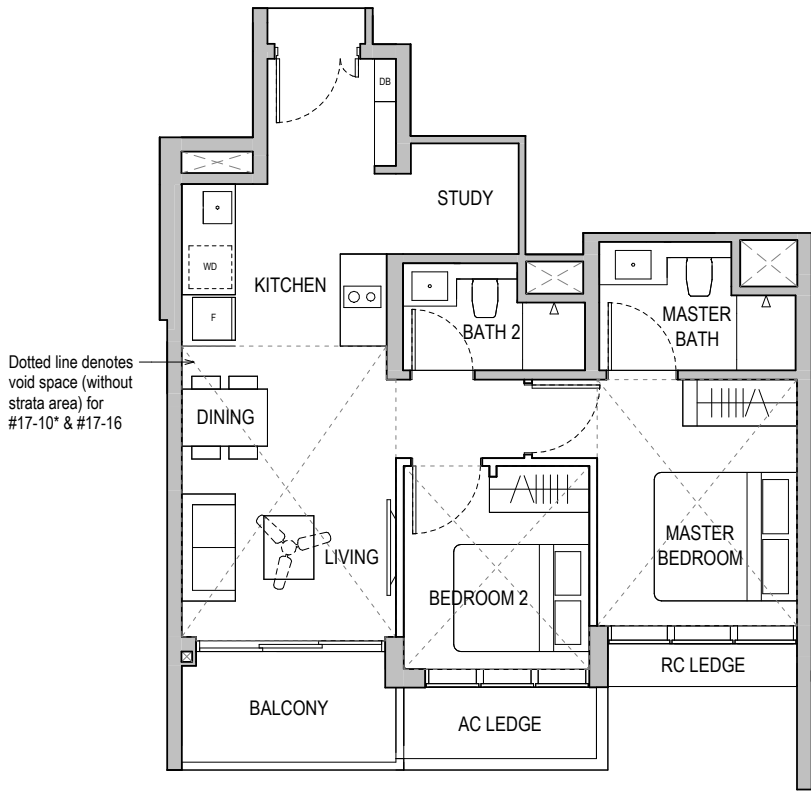 DB
STUDY
WD
KITCHEN
F
BATH 2
MASTER
BATH
Dotted line denotes
void space (without
strata area) for
#17-10* & #17-16
DINING
LIVING
BEDROOM 2
MASTER
BEDROOM
RC LEDGE
BALCONY
AC LEDGE